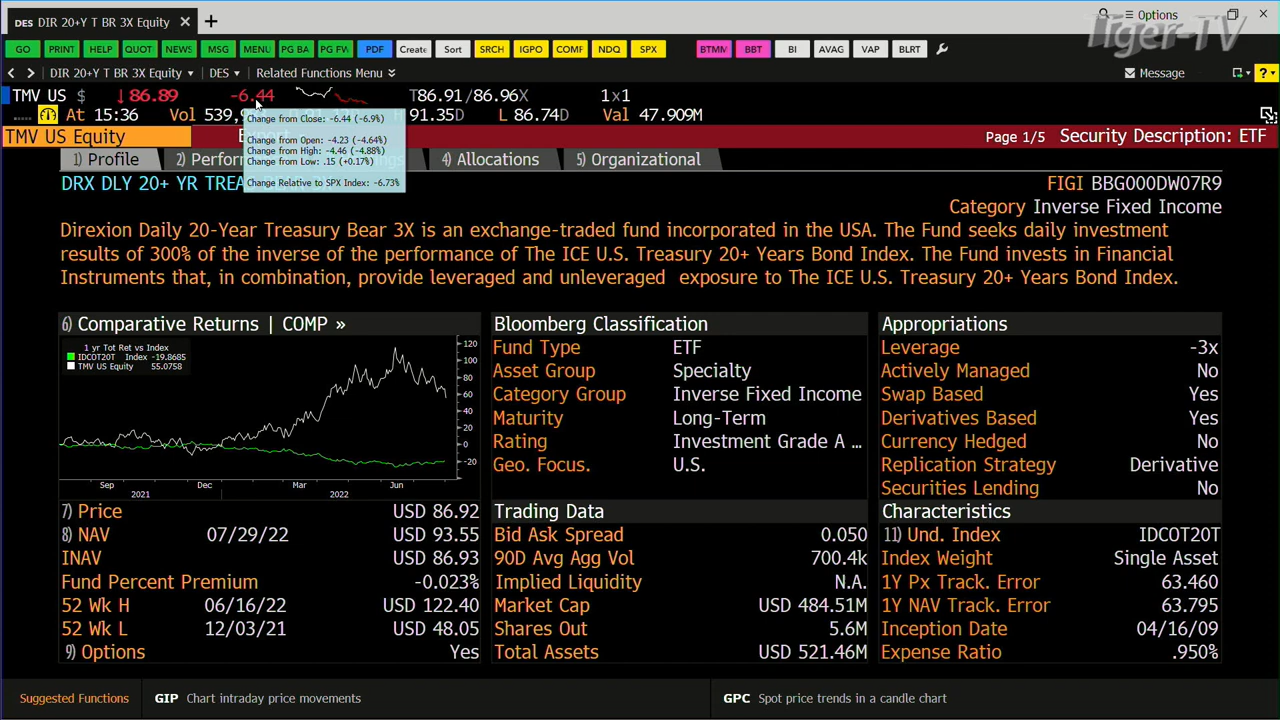 DES DIR 20+Y T BR 3X Equity × +
Options
Tiger-TV
GO PRINT HELP QUOT NEWS MSG MENU PG BA PG FW PDF Create Sort SRCH IGPO COMF NDQ SPX BTMM BBT BI AVAG VAP BLRT
< > DIR 20+Y T BR 3X Equity DES Related Functions Menu
Message ?
TMV US $ ↓86.89 -6.44 T86.91/86.96X 1x1
At 15:36 Vol 539, H 91.35D L 86.74D Val 47.909M
Change from Close: -6.44 (-6.9%)
Change from Open: -4.23 (-4.64%)
Change from High: -4.46 (-4.88%)
Change from Low: .15 (+0.17%)
Change Relative to SPX Index: -6.73%
TMV US Equity Page 1/5 Security Description: ETF
1) Profile 2) Perfor 4) Allocations 5) Organizational
DRX DLY 20+ YR TREA FIGI BBG000DW07R9
Category Inverse Fixed Income
Direxion Daily 20-Year Treasury Bear 3X is an exchange-traded fund incorporated in the USA. The Fund seeks daily investment
results of 300% of the inverse of the performance of The ICE U.S. Treasury 20+ Years Bond Index. The Fund invests in Financial
Instruments that, in combination, provide leveraged and unleveraged exposure to The ICE U.S. Treasury 20+ Years Bond Index.
6) Comparative Returns | COMP »
1 yr Tot Ret vs Index
IDCOT20T Index -19.8685
TMV US Equity 55.0758
120
100
80
60
40
20
0
-20
Sep Dec Mar Jun
2021 2022
7) Price USD 86.92
8) NAV 07/29/22 USD 93.55
INAV USD 86.93
Fund Percent Premium -0.023%
52 Wk H 06/16/22 USD 122.40
52 Wk L 12/03/21 USD 48.05
9) Options Yes
Bloomberg Classification
Fund Type ETF
Asset Group Specialty
Category Group Inverse Fixed Income
Maturity Long-Term
Rating Investment Grade A ...
Geo. Focus. U.S.
Trading Data
Bid Ask Spread 0.050
90D Avg Agg Vol 700.4k
Implied Liquidity N.A.
Market Cap USD 484.51M
Shares Out 5.6M
Total Assets USD 521.46M
Appropriations
Leverage -3x
Actively Managed No
Swap Based Yes
Derivatives Based Yes
Currency Hedged No
Replication Strategy Derivative
Securities Lending No
Characteristics
11) Und. Index IDCOT20T
Index Weight Single Asset
1Y Px Track. Error 63.460
1Y NAV Track. Error 63.795
Inception Date 04/16/09
Expense Ratio .950%
Suggested Functions GIP Chart intraday price movements GPC Spot price trends in a candle chart